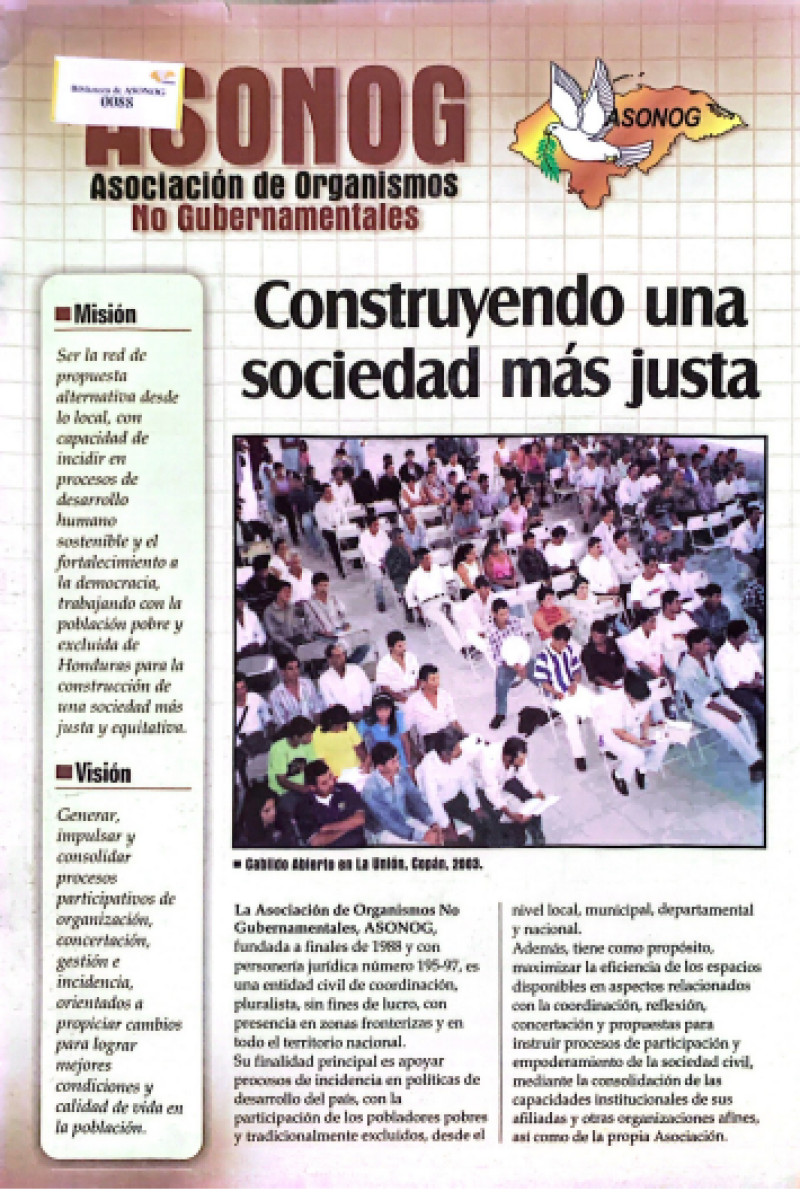 Biblioteca de ASONOG
0088
ASONOG
Asociación de Organismos
No Gubernamentales
ASONOG
Misión
Ser la red de
propuesta
alternativa desde
lo local, con
capacidad de
incidir en
procesos de
desarrollo
humano
sostenible y el
fortalecimiento a
la democracia,
trabajando con la
población pobre y
excluida de
Honduras para la
construcción de
una sociedad más
justa y equitativa.
Visión
Generar,
impulsar y
consolidar
procesos
participativos de
organización,
concertación,
gestión e
incidencia,
orientados a
propiciar cambios
para lograr
mejores
condiciones y
calidad de vida en
la población.
Construyendo una
sociedad más justa
Cabildo Abierto en La Unión, Copán, 2003.
La Asociación de Organismos No
Gubernamentales, ASONOG,
fundada a finales de 1988 y con
personería jurídica número 195-97, es
una entidad civil de coordinación,
pluralista, sin fines de lucro, con
presencia en zonas fronterizas y en
todo el territorio nacional.
Su finalidad principal es apoyar
procesos de incidencia en políticas de
desarrollo del país, con la
participación de los pobladores pobres
y tradicionalmente excluidos, desde el
nivel local, municipal, departamental
y nacional.
Además, tiene como propósito,
maximizar la eficiencia de los espacios
disponibles en aspectos relacionados
con la coordinación, reflexión,
concertación y propuestas para
instruir procesos de participación y
empoderamiento de la sociedad civil,
mediante la consolidación de las
capacidades institucionales de sus
afiliadas y otras organizaciones afines,
así como de la propia Asociación.